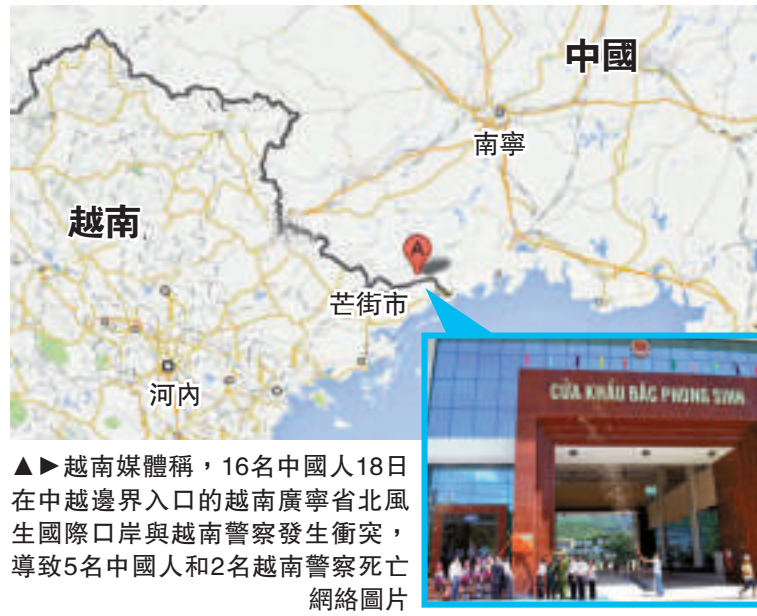 中國
南寧
越南
A
芒街市
河內
CỬA KHẨU BẮC PHONG SINH
▲▶越南媒體稱，16名中國人18日
在中越邊界入口的越南廣寧省北風
生國際口岸與越南警察發生衝突，
導致5名中國人和2名越南警察死亡
網絡圖片